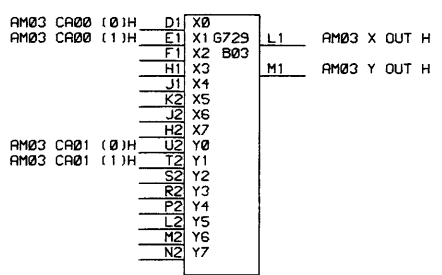 AM03 CA00 (0)H D1 X0
AM03 CA00 (1)H E1 X1 G729 L1 AM03 X OUT H
F1 X2 B03
H1 X3 M1 AM03 Y OUT H
J1 X4
K2 X5
J2 X6
H2 X7
AM03 CA01 (0)H U2 Y0
AM03 CA01 (1)H T2 Y1
S2 Y2
R2 Y3
P2 Y4
L2 Y5
M2 Y6
N2 Y7